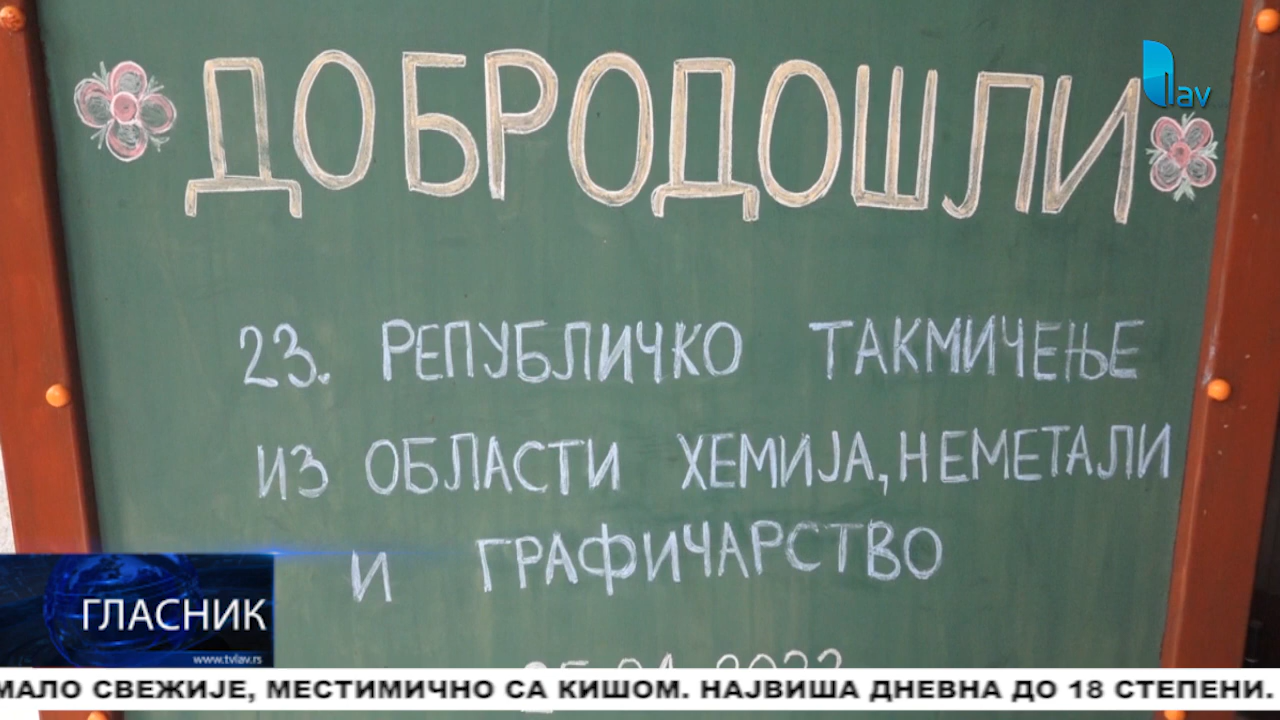 ДОБРОДОШЛИ
lav
23. РЕПУБЛИЧКО ТАКМИЧЕЊЕ
ИЗ ОБЛАСТИ ХЕМИЈА, НЕМЕТАЛИ
И ГРАФИЧАРСТВО
ГЛАСНИК
www.tvlav.rs
МАЛО СВЕЖИЈЕ, МЕСТИМИЧНО СА КИШОМ. НАЈВИША ДНЕВНА ДО 18 СТЕПЕНИ.